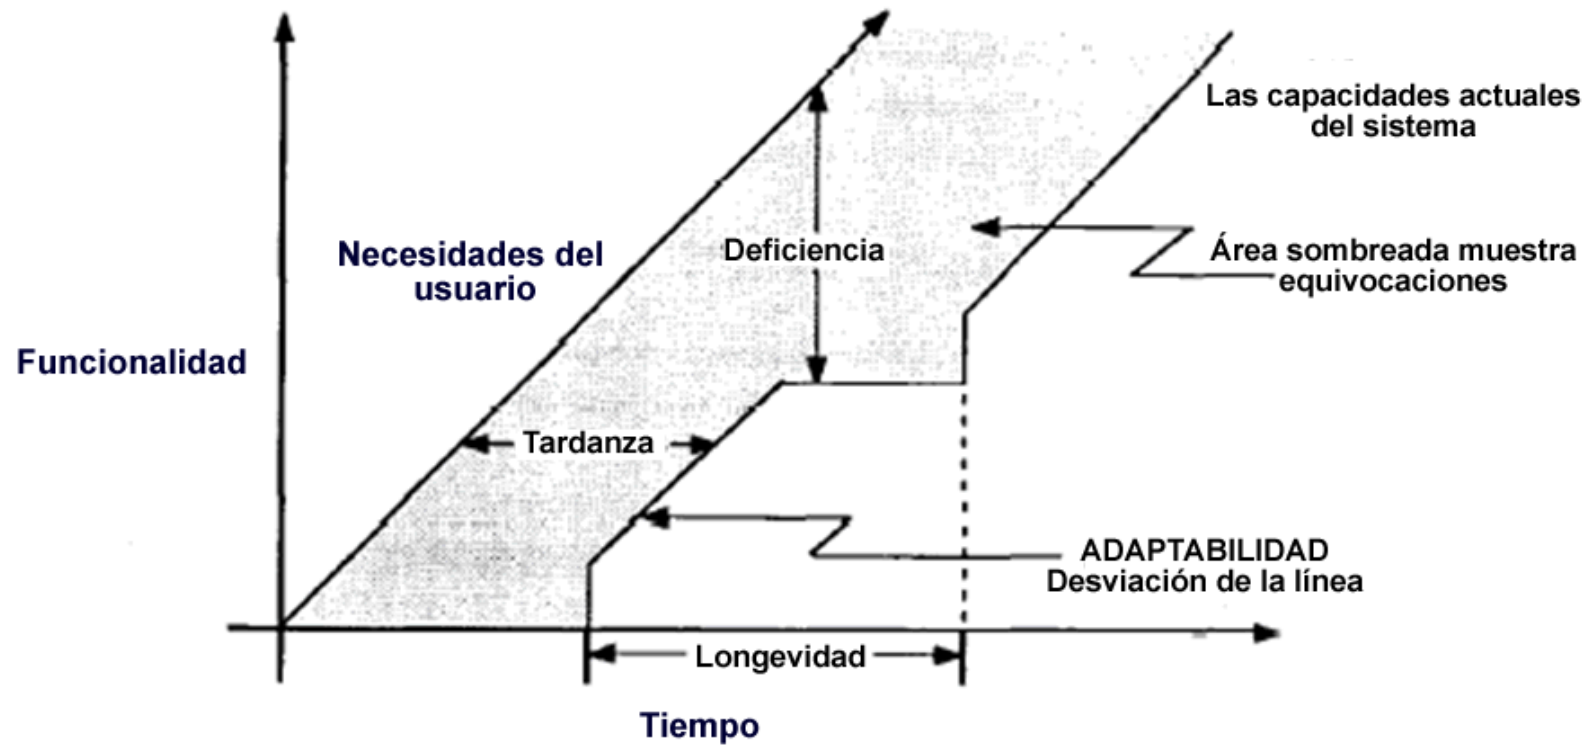 Las capacidades actuales
del sistema
Necesidades del
usuario
Deficiencia
Área sombreada muestra
equivocaciones
Funcionalidad
Tardanza
ADAPTABILIDAD
Desviación de la línea
Longevidad
Tiempo